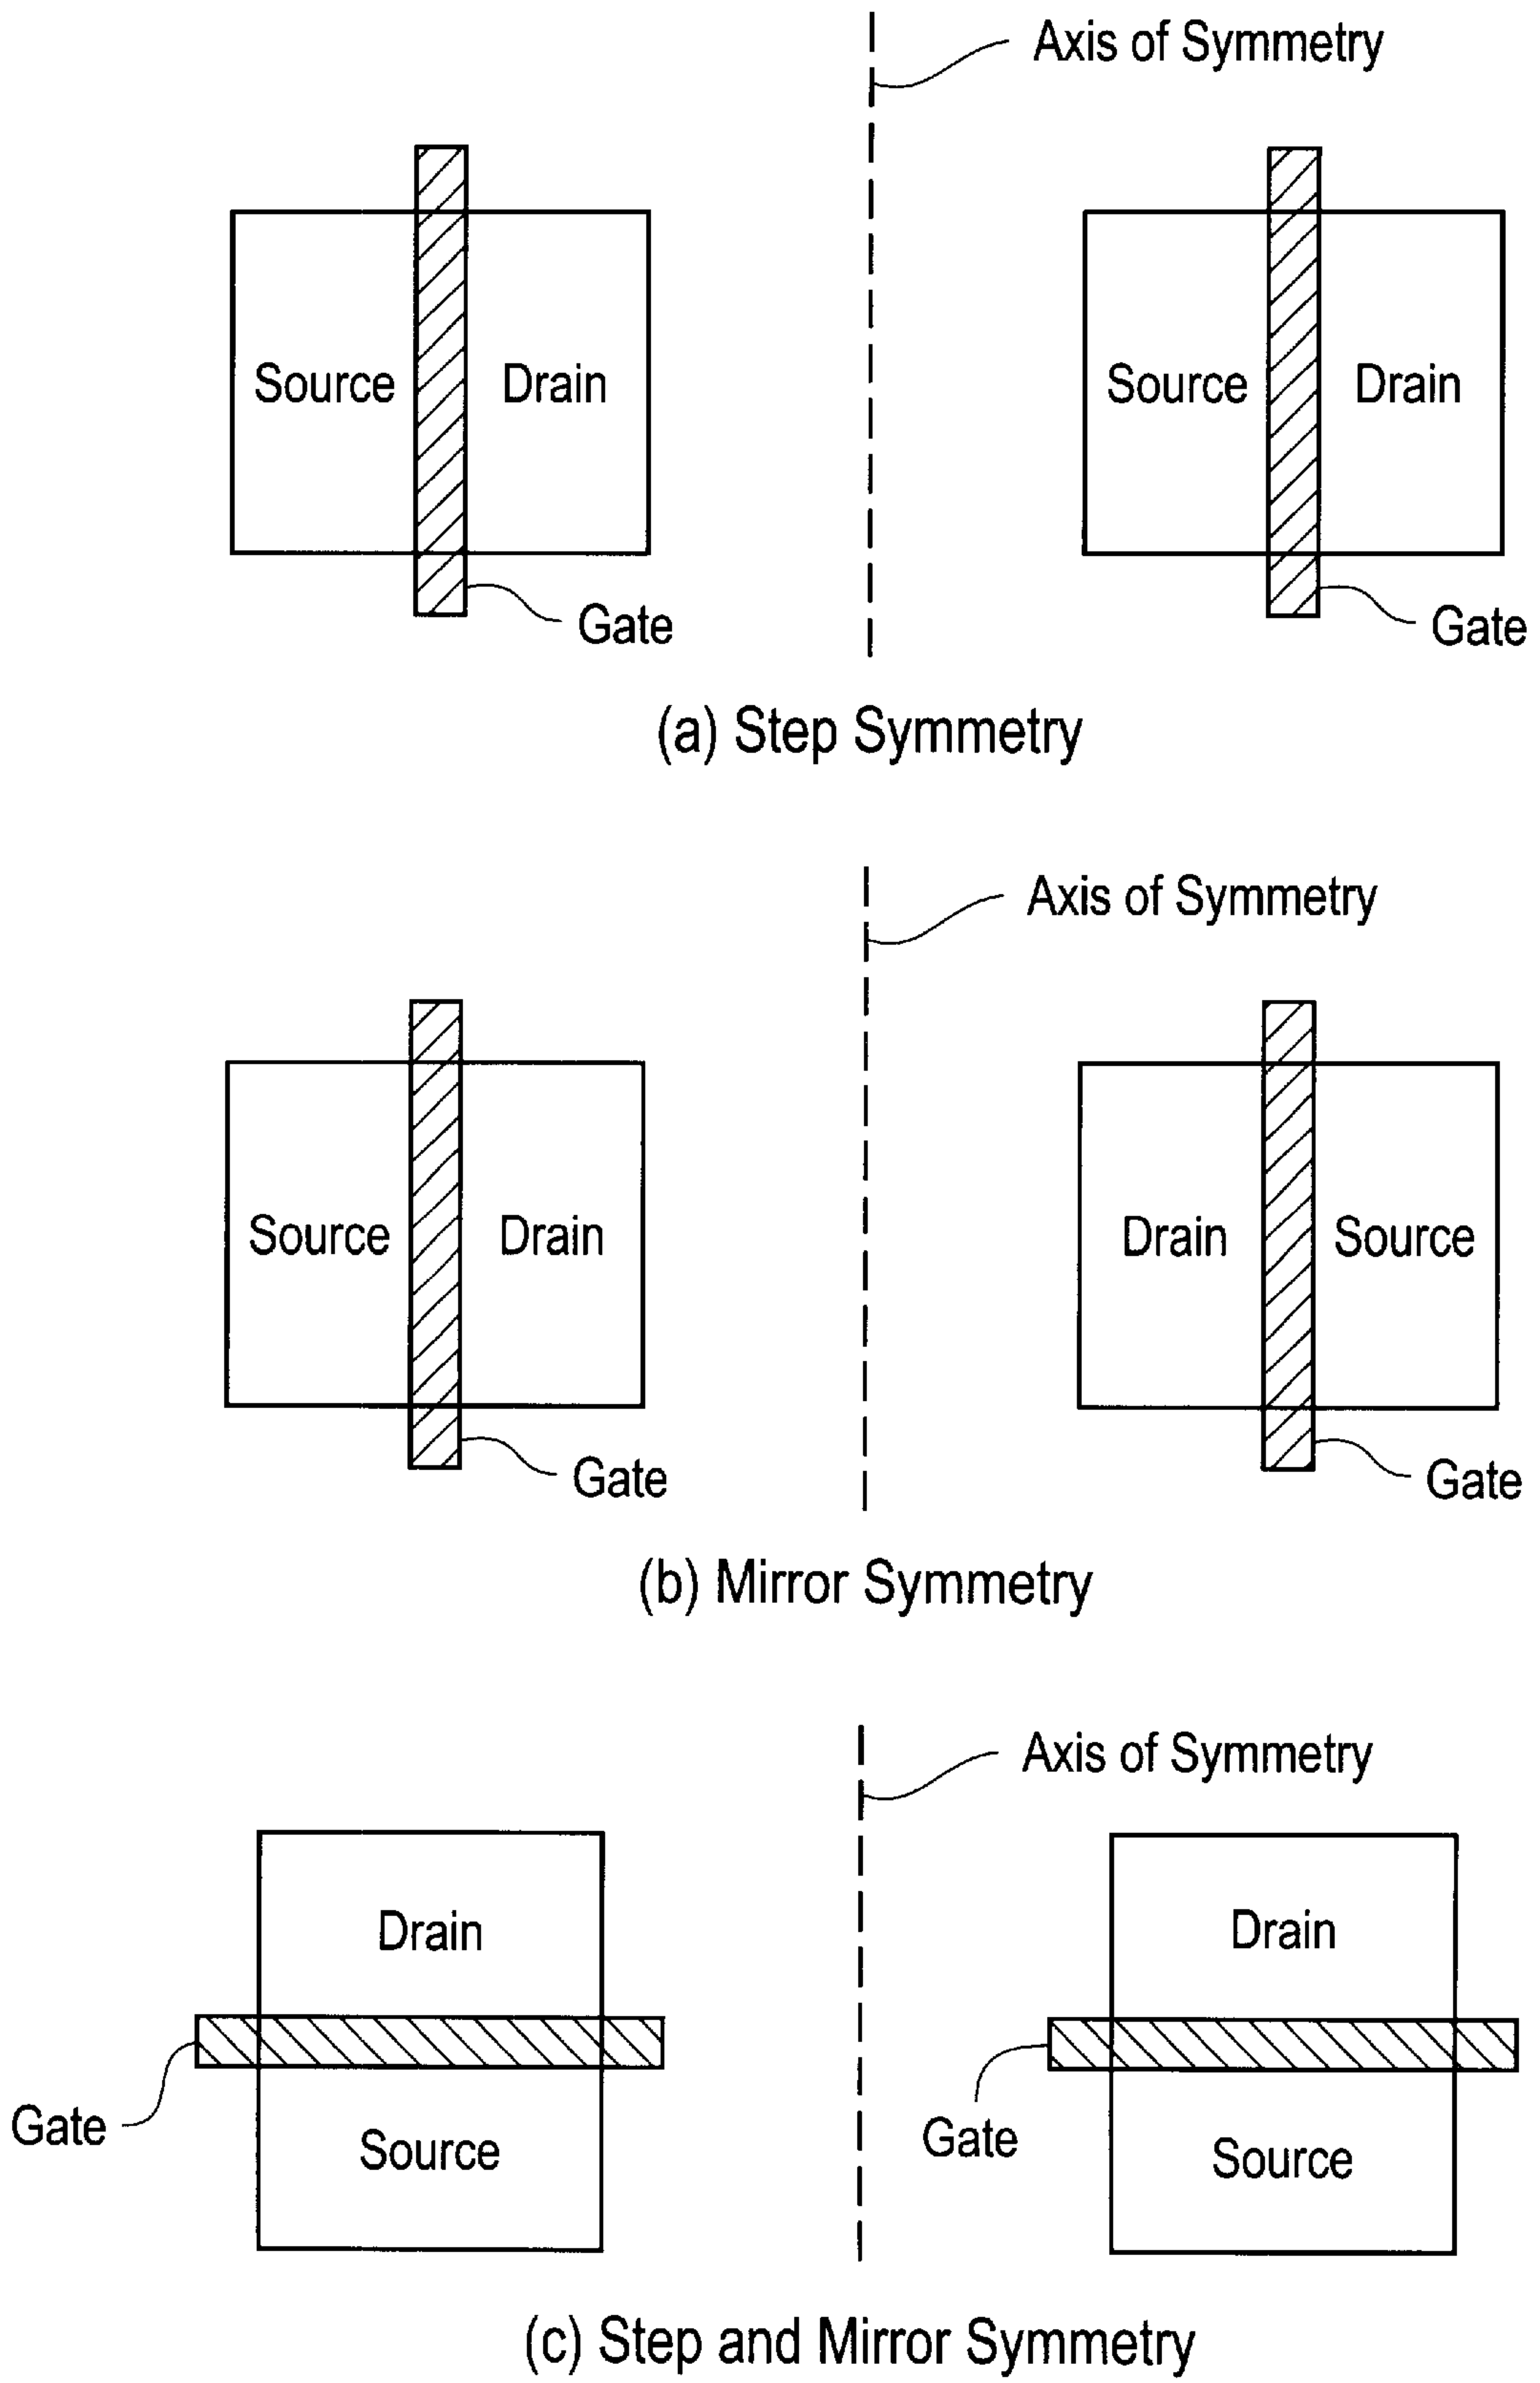 Axis of Symmetry
Source Drain Source Drain
Gate Gate
(a) Step Symmetry
Axis of Symmetry
Source Drain Drain Source
Gate Gate
(b) Mirror Symmetry
Axis of Symmetry
Drain Drain
Gate Gate
Source Source
(c) Step and Mirror Symmetry